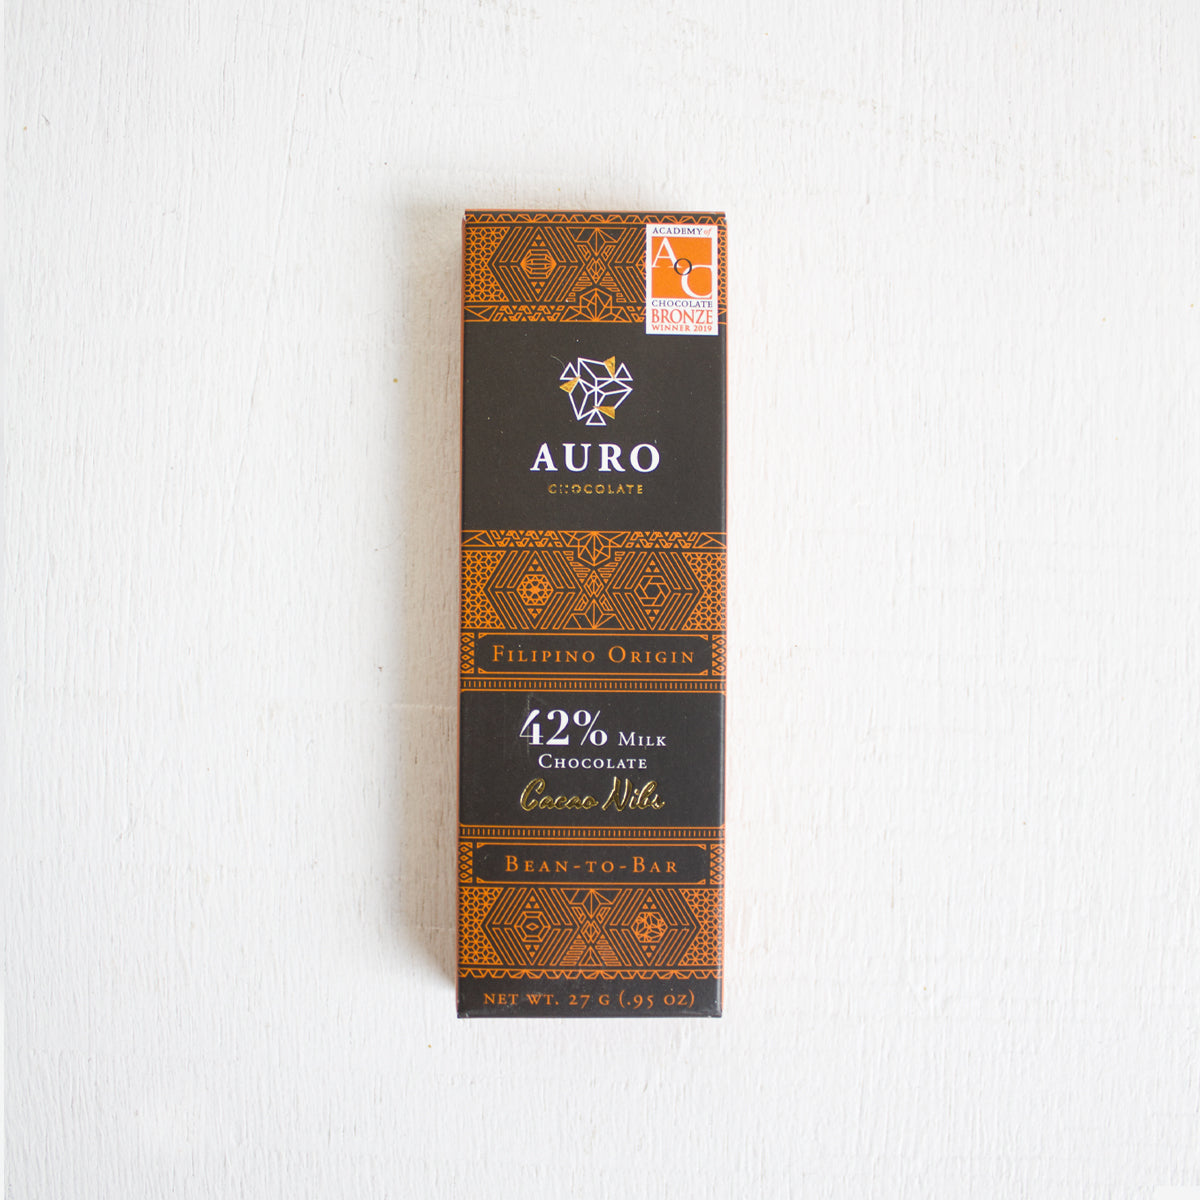 ACADEMY of
AOC
CHOCOLATE
BRONZE
WINNER 2019
AURO
CHOCOLATE
FILIPINO ORIGIN
42% MILK
CHOCOLATE
Cacao Nibs
BEAN-TO-BAR
NET WT. 27 G (.95 OZ)